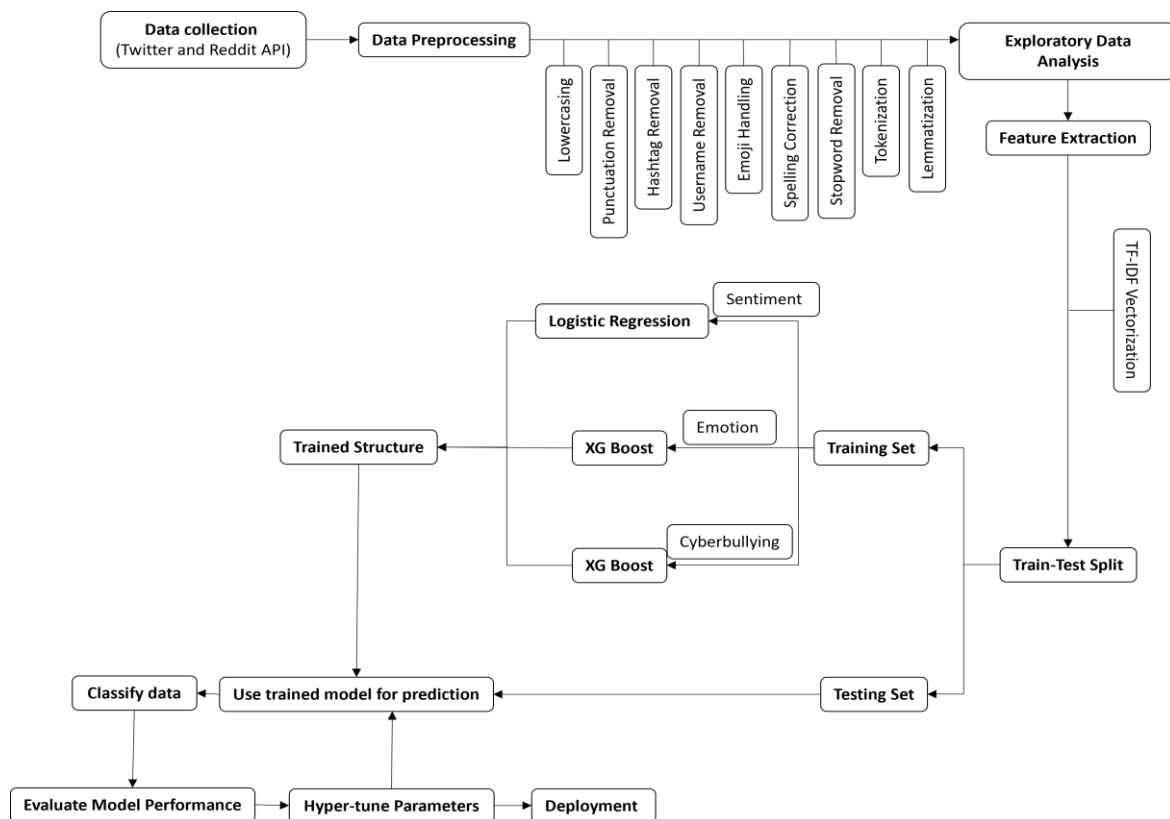 Data collection
(Twitter and Reddit API)
Data Preprocessing
Exploratory Data
Analysis
Lowercasing
Punctuation Removal
Hashtag Removal
Username Removal
Emoji Handling
Spelling Correction
Stopword Removal
Tokenization
Lemmatization
Feature Extraction
TF-IDF Vectorization
Sentiment
Logistic Regression
Emotion
Trained Structure
XG Boost
Training Set
Cyberbullying
XG Boost
Train-Test Split
Classify data
Use trained model for prediction
Testing Set
Evaluate Model Performance
Hyper-tune Parameters
Deployment